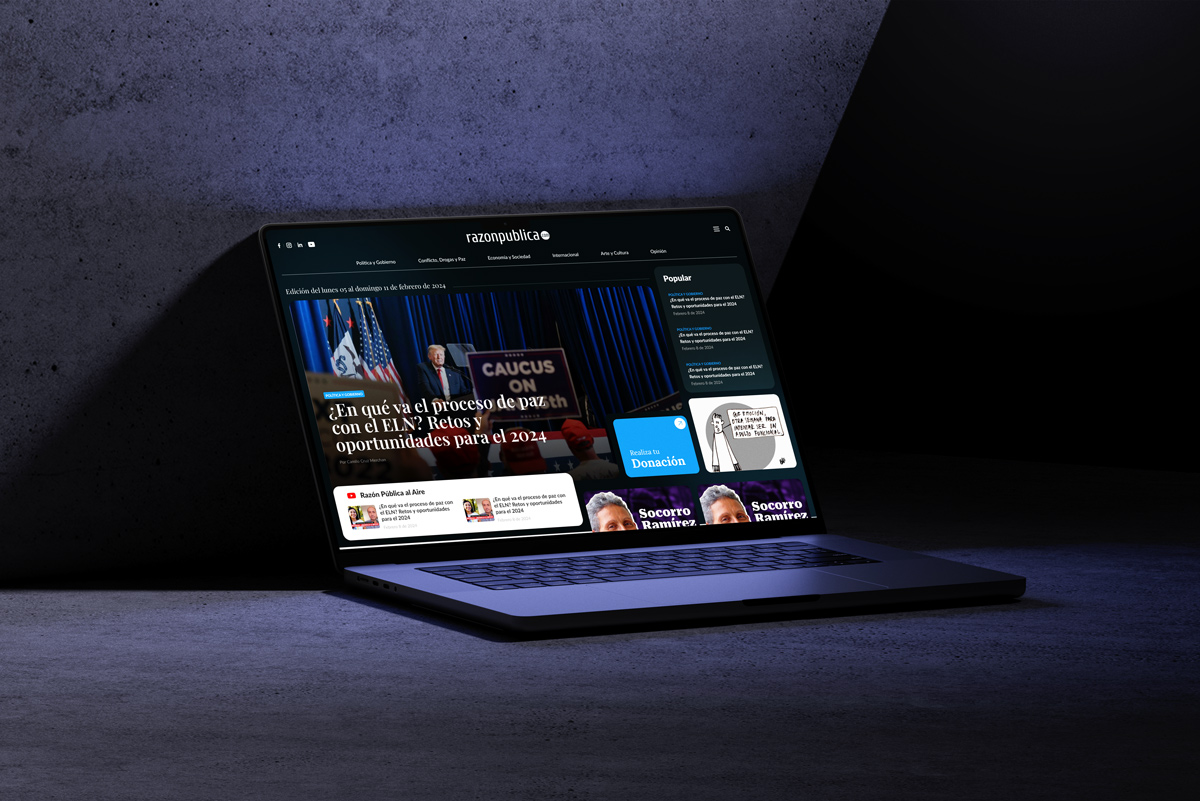 razonpublica
.com
Política y Gobierno
Conflicto, Drogas y Paz
Economía y Sociedad
Internacional
Arte y Cultura
Opinión
Edición del lunes 05 al domingo 11 de febrero de 2024
CAUCUS
ON
POLÍTICA Y GOBIERNO
¿En qué va el proceso de paz
con el ELN? Retos y
oportunidades para el 2024
Popular
POLÍTICA Y GOBIERNO
¿En qué va el proceso de paz con el ELN?
Retos y oportunidades para el 2024
Febrero 8 de 2024
POLÍTICA Y GOBIERNO
¿En qué va el proceso de paz con el ELN?
Retos y oportunidades para el 2024
Febrero 8 de 2024
POLÍTICA Y GOBIERNO
¿En qué va el proceso de paz con el ELN?
Retos y oportunidades para el 2024
Febrero 8 de 2024
Realiza tu
Donación
QUÉ EMOCIÓN,
OTRA SEMANA PARA
INTENTAR SER UN
ADULTO FUNCIONAL
Razón Pública al Aire
¿En qué va el proceso de paz con
el ELN? Retos y oportunidades
para el 2024
Febrero 8 de 2024
¿En qué va el proceso de paz con
el ELN? Retos y oportunidades
para el 2024
Febrero 8 de 2024
Socorro
Ramírez
Socorro
Ramírez